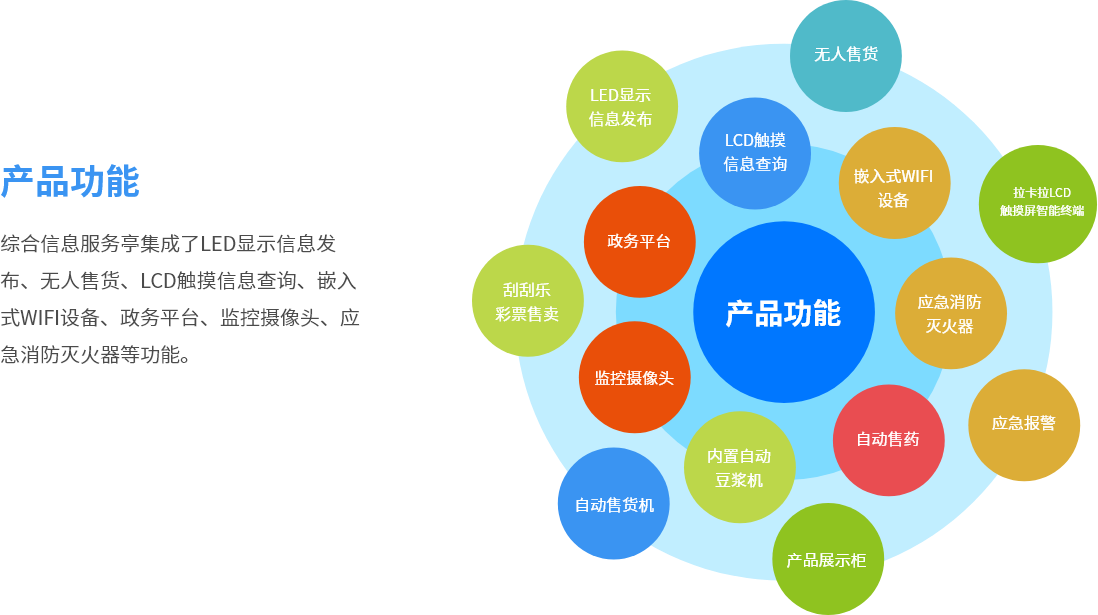 产品功能
综合信息服务亭集成了LED显示信息发
布、无人售货、LCD触摸信息查询、嵌入
式WIFI设备、政务平台、监控摄像头、应
急消防灭火器等功能。
无人售货
LED显示
信息发布
LCD触摸
信息查询
嵌入式WIFI
设备
拉卡拉LCD
触摸屏智能终端
政务平台
刮刮乐
彩票售卖
产品功能
应急消防
灭火器
监控摄像头
应急报警
自动售药
内置自动
豆浆机
自动售货机
产品展示柜